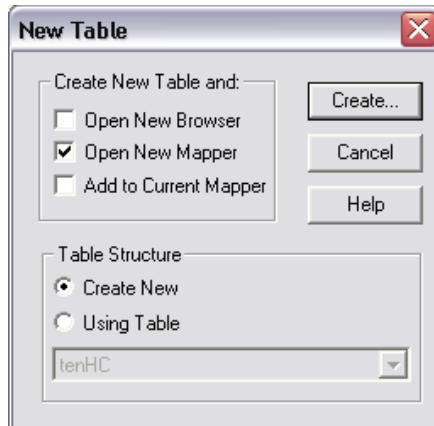 New Table
Create New Table and:
Open New Browser
Open New Mapper
Add to Current Mapper
Create...
Cancel
Help
Table Structure
Create New
Using Table
tenHC